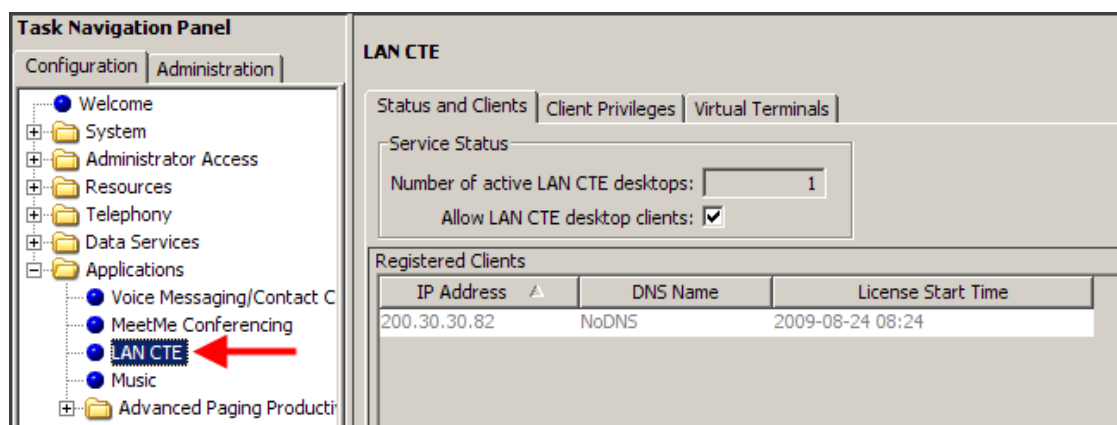 Task Navigation Panel
Configuration
Administration
Welcome
System
Administrator Access
Resources
Telephony
Data Services
Applications
Voice Messaging/Contact C
MeetMe Conferencing
LAN CTE
Music
Advanced Paging Producti
LAN CTE
Status and Clients
Client Privileges
Virtual Terminals
Service Status
Number of active LAN CTE desktops: 1
Allow LAN CTE desktop clients:
Registered Clients
IP Address DNS Name License Start Time
200.30.30.82 NoDNS 2009-08-24 08:24